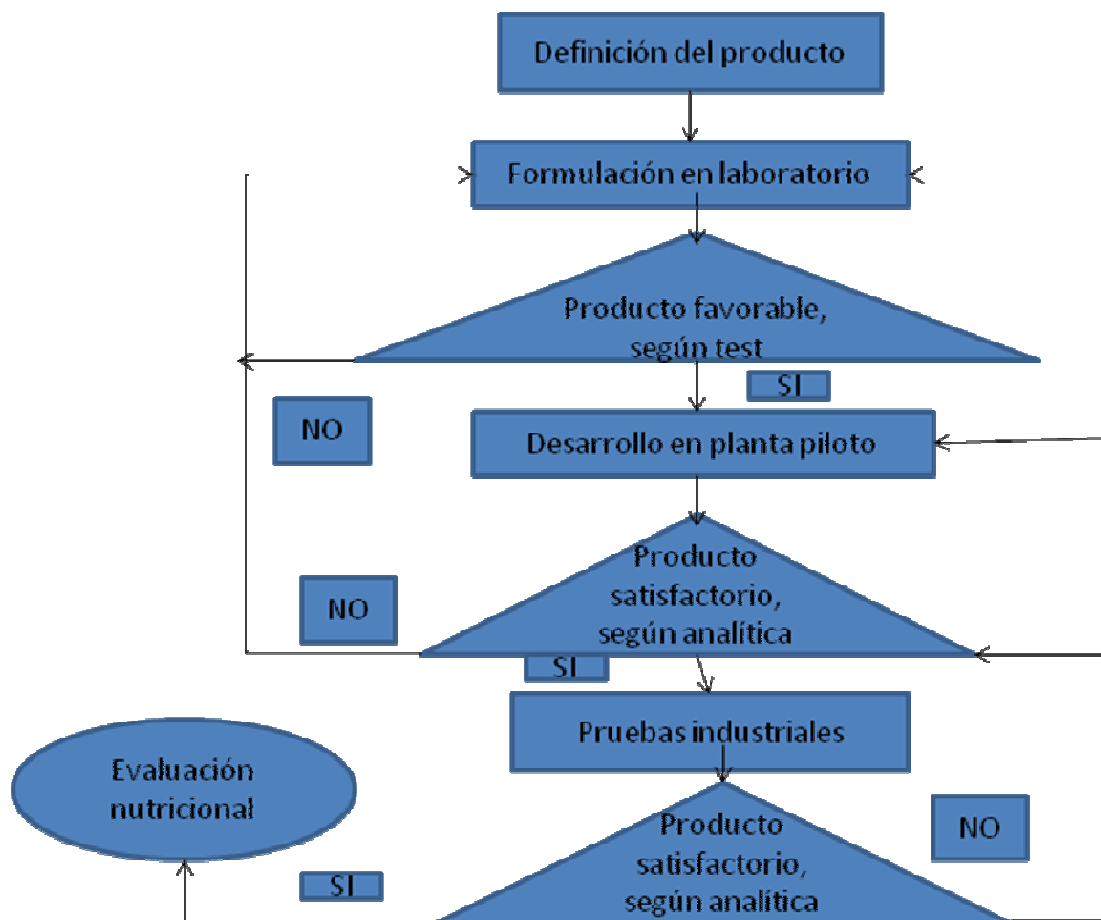 Definición del producto
Formulación en laboratorio
Producto favorable,
según test
SI
NO
Desarrollo en planta piloto
Producto
satisfactorio,
según analítica
NO
SI
Pruebas industriales
Evaluación
nutricional
Producto
satisfactorio,
según analítica
NO
SI